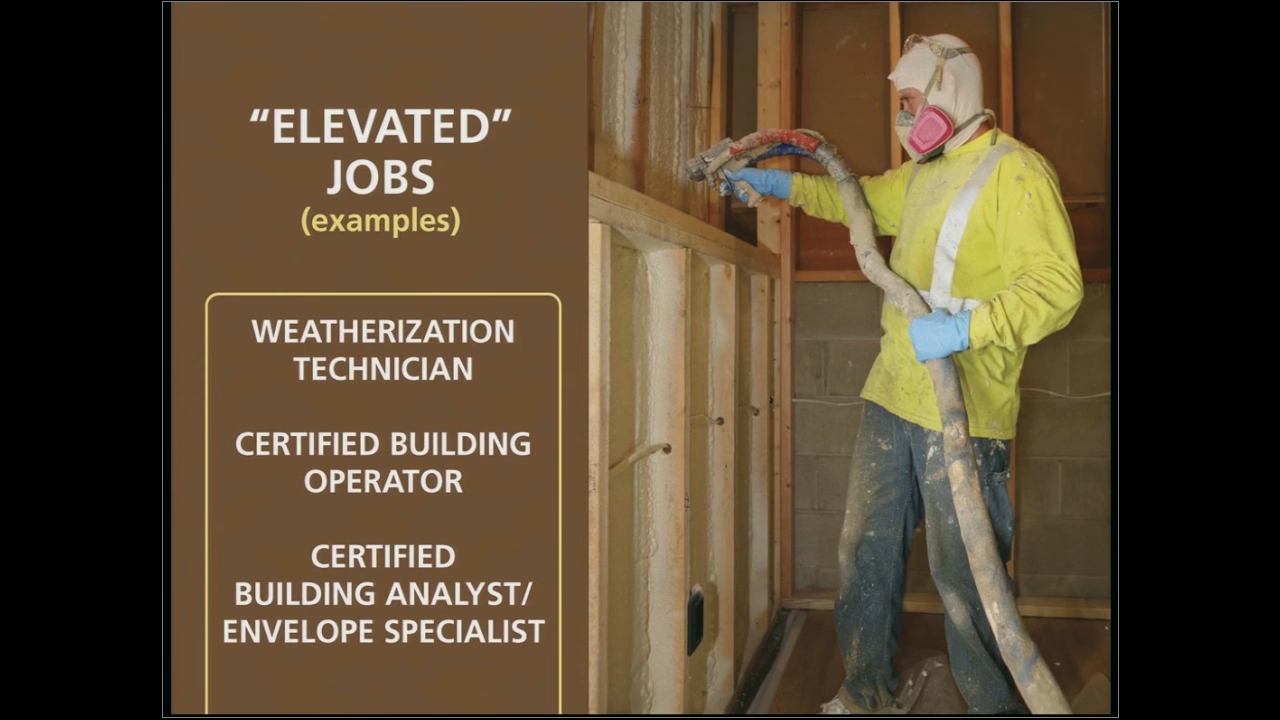 “ELEVATED”
JOBS
(examples)
WEATHERIZATION
TECHNICIAN
CERTIFIED BUILDING
OPERATOR
CERTIFIED
BUILDING ANALYST/
ENVELOPE SPECIALIST